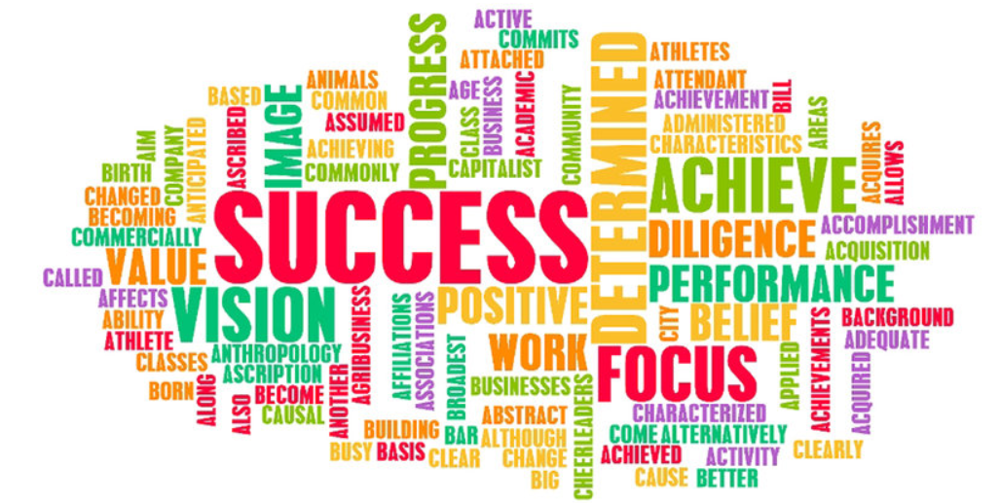 ACTIVE
COMMITS
ATTACHED
PROGRESS
DETERMINED
ATHLETES
ATTENDANT
ACHIEVEMENT
BILL
ANIMALS
COMMON
BASED
IMAGE
ASSUMED
AGE
CLASS
BUSINESS
ACADEMIC
COMMUNITY
ADMINISTERED
CHARACTERISTICS
AREAS
ACHIEVING
COMMONLY
CAPITALIST
ASCRIBED
ANTICIPATED
COMPANY
AIM
BIRTH
ACHIEVE
ACQUIRES
ALLOWS
CHANGED
BECOMING
COMMERCIALLY
SUCCESS
DILIGENCE
ACCOMPLISHMENT
ACQUISITION
VALUE
CALLED
PERFORMANCE
AFFECTS
VISION
POSITIVE
ABILITY
ATHLETE
CITY
BELIEF
BACKGROUND
ADEQUATE
AGRIBUSINESS
AFFILIATIONS
ASSOCIATIONS
BROADEST
WORK
FOCUS
APPLIED
ACHIEVEMENTS
ACQUIRED
CLASSES
ANTHROPOLOGY
ASCRIPTION
BORN
ALONG
ALSO
BECOME
CAUSAL
ANOTHER
BUSINESSES
CHEERLEADERS
CHARACTERIZED
ABSTRACT
COME ALTERNATIVELY
BUILDING
BAR
ALTHOUGH
BUSY
BASIS
CLEAR
CHANGE
ACHIEVED
ACTIVITY
CLEARLY
BIG
CAUSE
BETTER